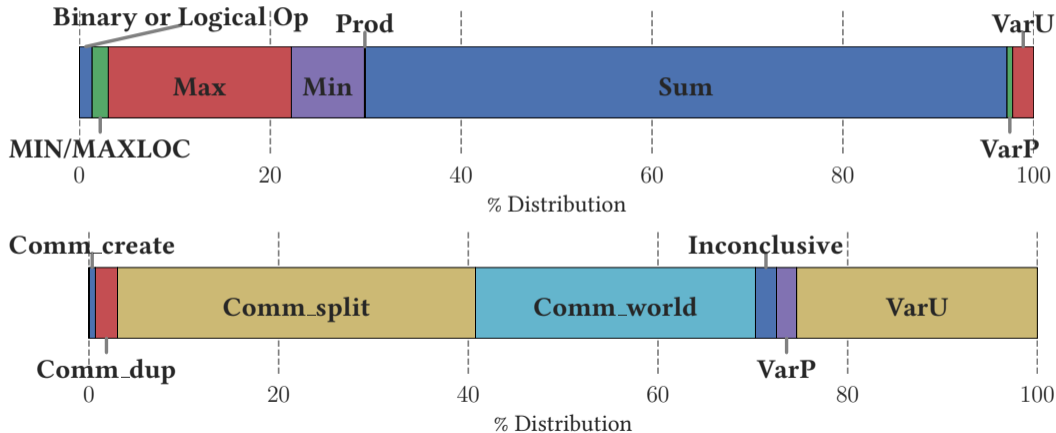 Binary or Logical Op Prod VarU
Max Min Sum
MIN/MAXLOC VarP
0 20 40 60 80 100
% Distribution
Comm_create Inconclusive
Comm_split Comm_world VarU
Comm_dup VarP
0 20 40 60 80 100
% Distribution